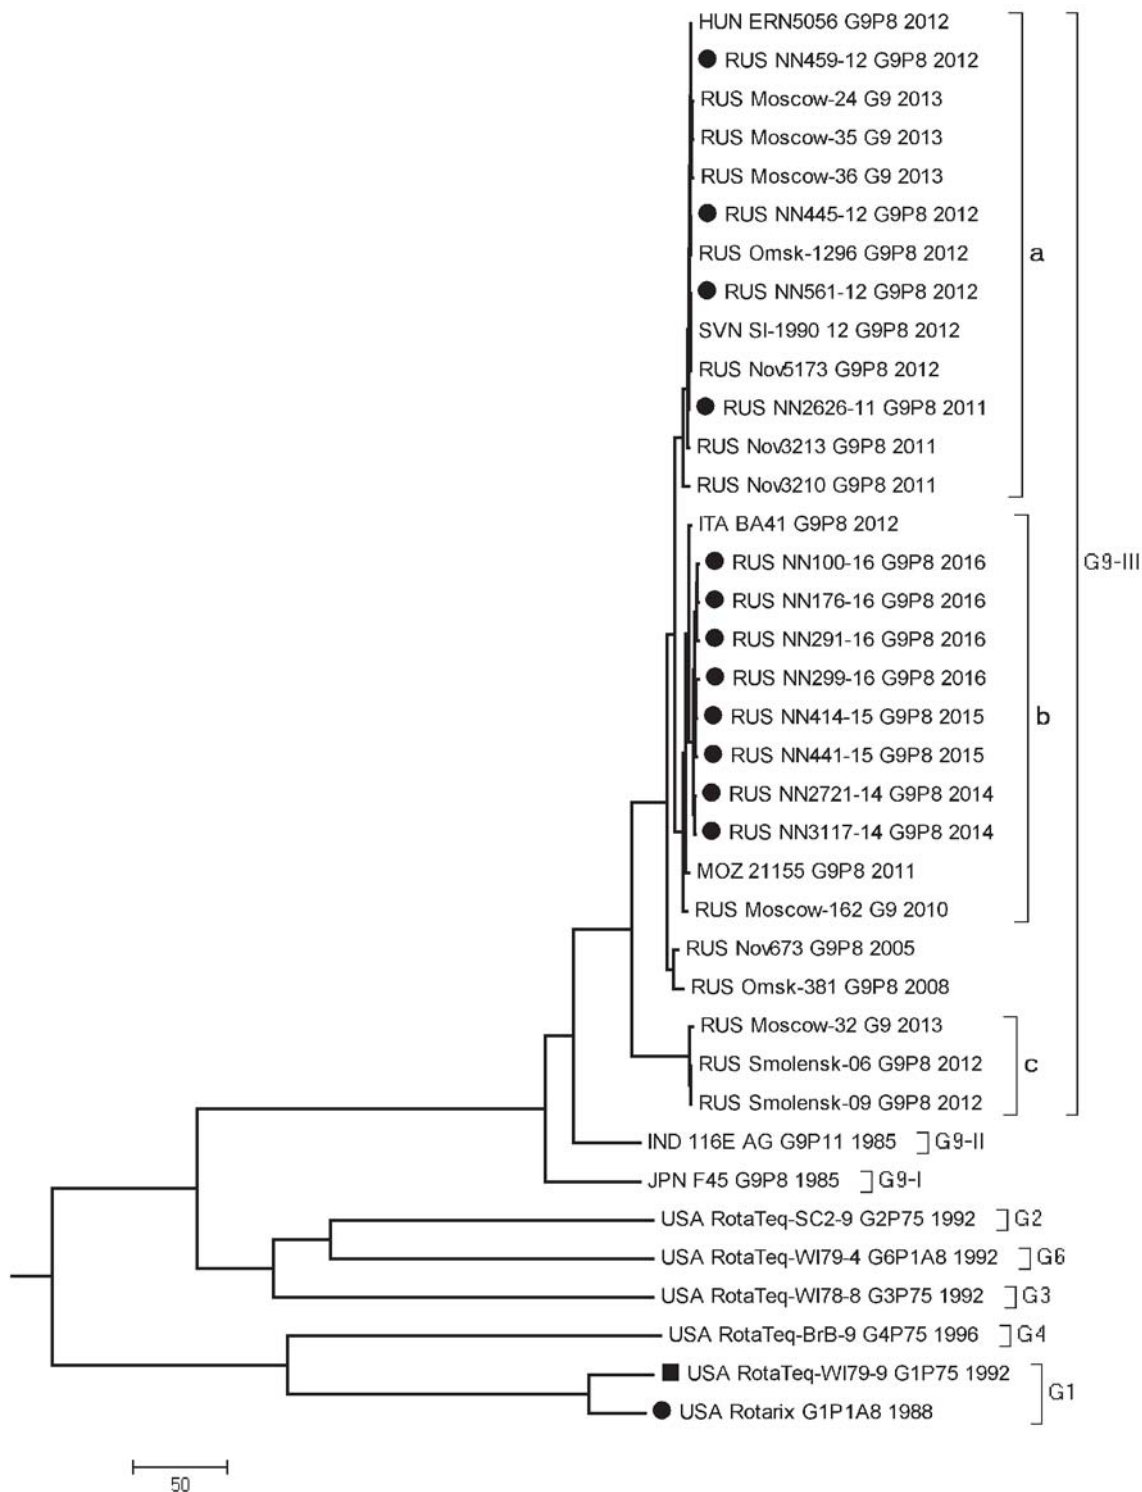 HUN ERN5056 G9P8 2012
RUS NN459-12 G9P8 2012
RUS Moscow-24 G9 2013
RUS Moscow-35 G9 2013
RUS Moscow-36 G9 2013
RUS NN445-12 G9P8 2012
RUS Omsk-1296 G9P8 2012
a
RUS NN561-12 G9P8 2012
SVN SI-1990 12 G9P8 2012
RUS Nov5173 G9P8 2012
RUS NN2626-11 G9P8 2011
RUS Nov3213 G9P8 2011
RUS Nov3210 G9P8 2011
ITA BA41 G9P8 2012
RUS NN100-16 G9P8 2016
G9-III
RUS NN176-16 G9P8 2016
RUS NN291-16 G9P8 2016
RUS NN299-16 G9P8 2016
RUS NN414-15 G9P8 2015
b
RUS NN441-15 G9P8 2015
RUS NN2721-14 G9P8 2014
RUS NN3117-14 G9P8 2014
MOZ 21155 G9P8 2011
RUS Moscow-162 G9 2010
RUS Nov673 G9P8 2005
RUS Omsk-381 G9P8 2008
RUS Moscow-32 G9 2013
RUS Smolensk-06 G9P8 2012
c
RUS Smolensk-09 G9P8 2012
IND 116E AG G9P11 1985 G9-II
JPN F45 G9P8 1985 G9-I
USA RotaTeq-SC2-9 G2P75 1992 G2
USA RotaTeq-WI79-4 G6P1A8 1992 G6
USA RotaTeq-WI78-8 G3P75 1992 G3
USA RotaTeq-BrB-9 G4P75 1996 G4
USA RotaTeq-WI79-9 G1P75 1992
G1
USA Rotarix G1P1A8 1988
50